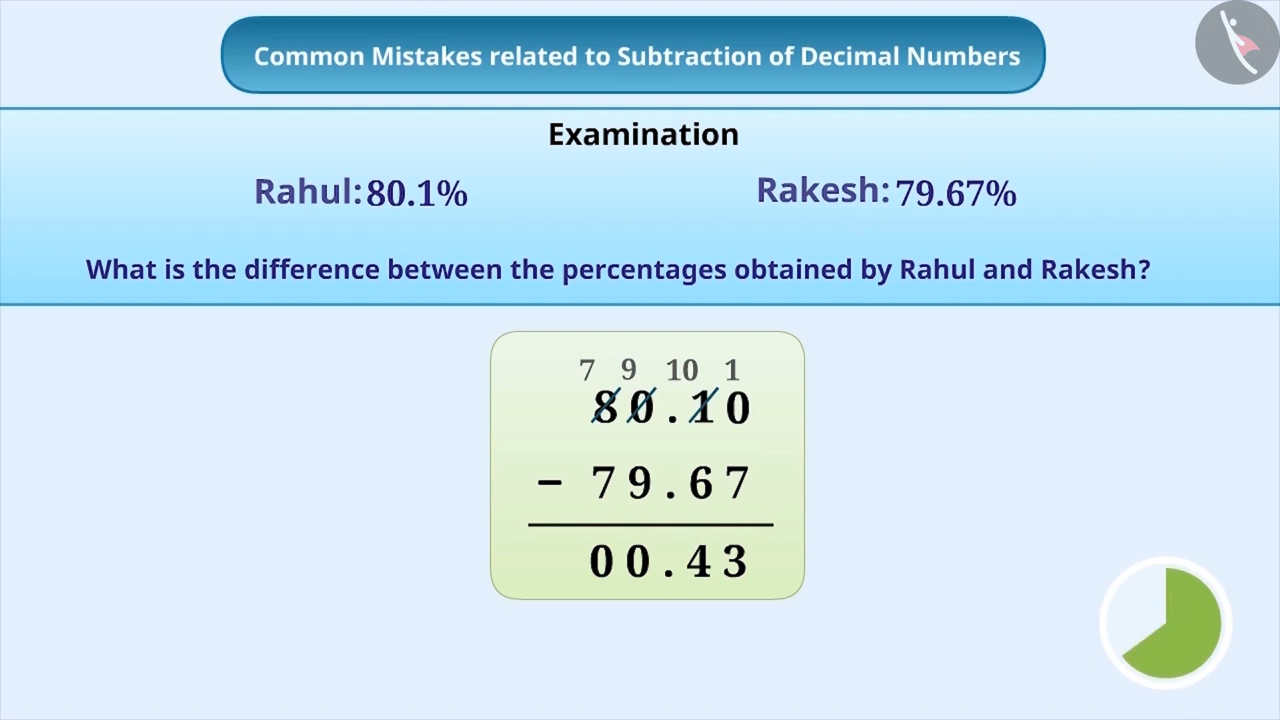 Common Mistakes related to Subtraction of Decimal Numbers
Examination
Rahul: 80.1% Rakesh: 79.67%
What is the difference between the percentages obtained by Rahul and Rakesh?
7 9 10 1
80.10
- 79.67
00.43